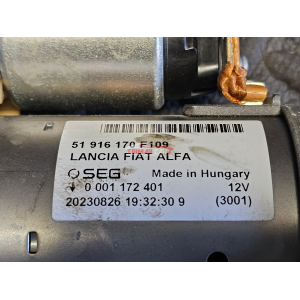 51 916 170 F109
LANCIA FIAT ALFA
SEG Made in Hungary
0 001 172 401 12V
20230826 19:32:30 9 (3001)